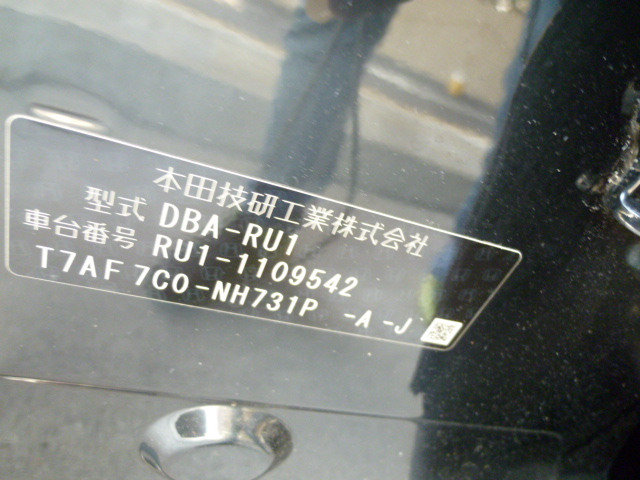 本田技研工業株式会社
型式 DBA-RU1
車台番号 RU1-1109542
T7AF 7C0-NH731P -A -J